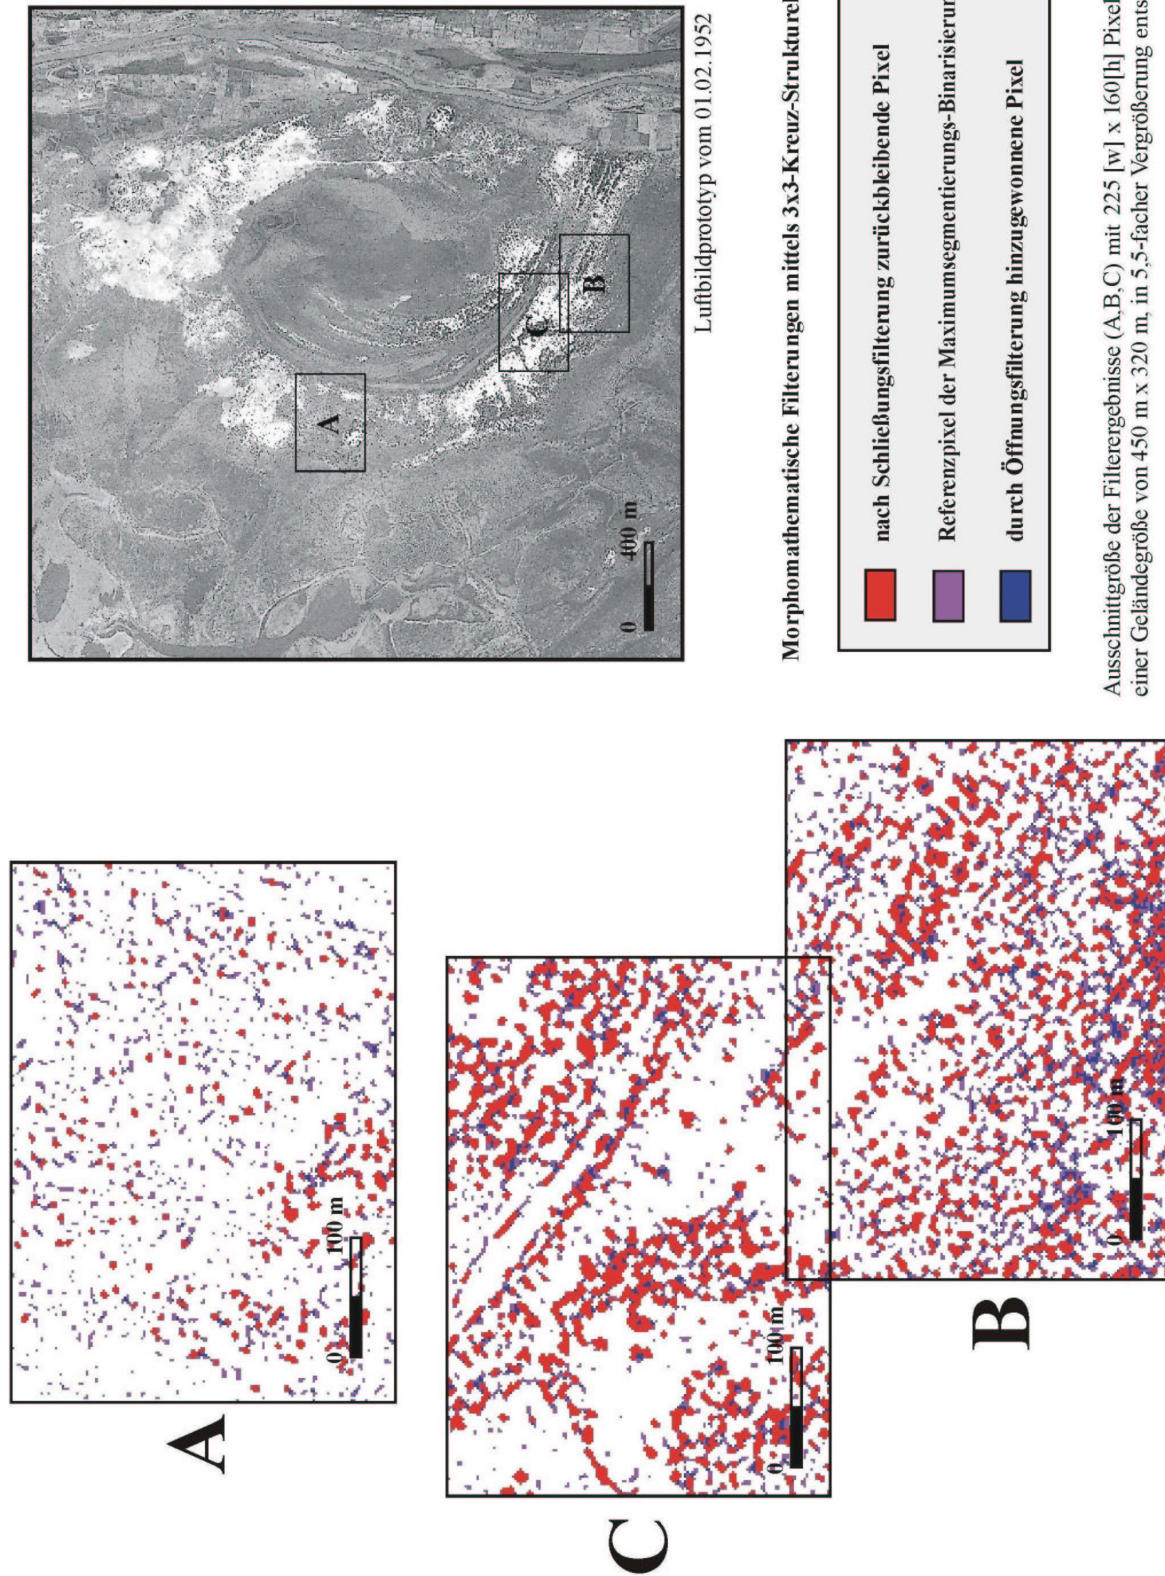 A
C
B
0 400 m
Luftbildprototyp vom 01.02.1952
A
0 100 m
C
0 100 m
B
0 100 m
Morphomathematische Filterungen mittels 3x3-Kreuz-Strukturel
nach Schließungsfilterung zurückbleibende Pixel
Referenzpixel der Maximumsegmentierungs-Binarisierun
durch Öffnungsfilterung hinzugewonnene Pixel
Ausschnittgröße der Filterergebnisse (A,B,C) mit 225 [w] x 160[h] Pixel
einer Geländegröße von 450 m x 320 m, in 5,5-facher Vergrößerung ents